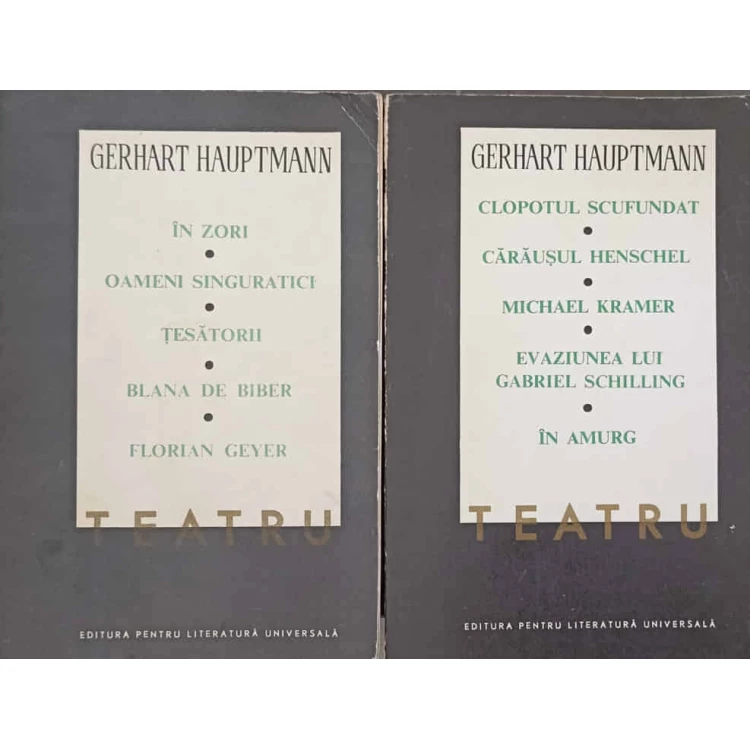 GERHART HAUPTMANN
ÎN ZORI
OAMENI SINGURATICI
ȚESĂTORII
BLANA DE BIBER
FLORIAN GEYER
TEATRU
EDITURA PENTRU LITERATURĂ UNIVERSALĂ
GERHART HAUPTMANN
CLOPOTUL SCUFUNDAT
CĂRĂUȘUL HENSCHEL
MICHAEL KRAMER
EVAZIUNEA LUI
GABRIEL SCHILLING
ÎN AMURG
TEATRU
EDITURA PENTRU LITERATURĂ UNIVERSALĂ